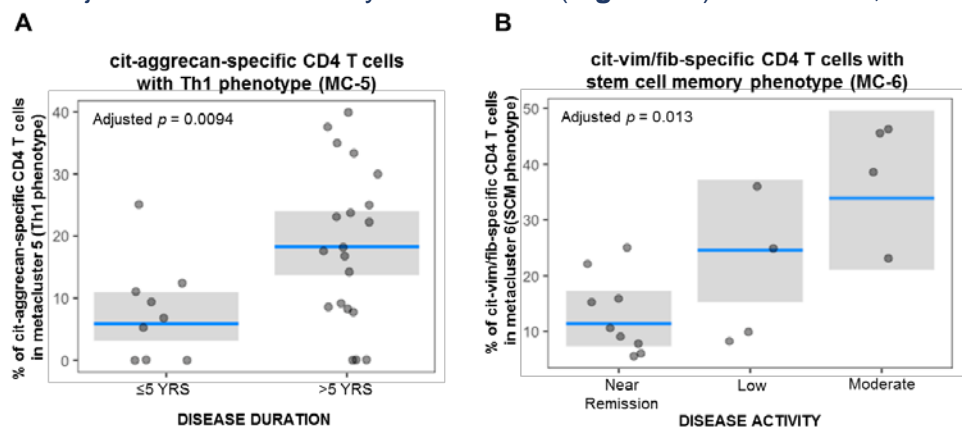 A
cit-aggrecan-specific CD4 T cells
with Th1 phenotype (MC-5)
% of cit-aggrecan-specific CD4 T cells
in metacluster 5 (Th1 phenotype)
Adjusted p = 0.0094
40
30
20
10
0
≤5 YRS
>5 YRS
DISEASE DURATION
B
cit-vim/fib-specific CD4 T cells with
stem cell memory phenotype (MC-6)
% of cit-vim/fib-specific CD4 T cells
in metacluster 6(SCM phenotype)
Adjusted p = 0.013
50
40
30
20
10
Near
Remission
Low
Moderate
DISEASE ACTIVITY